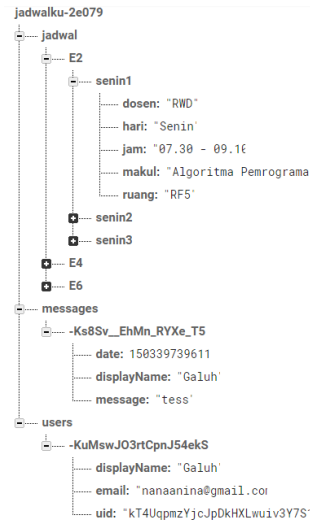 jadwalku-2e079
jadwal
E2
senin1
dosen: "RWD"
hari: "Senin'
jam: "07.30 - 09.10
makul: "Algoritma Pemrograma
ruang: "RF5'
senin2
senin3
E4
E6
messages
-Ks8Sv__EhMn_RYXe_T5
date: 150339739611
displayName: "Galuh'
message: "tess'
users
-KuMswJO3rtCpnJ54ekS
displayName: "Galuh'
email: "nanaanina@gmail.com
uid: "kT4UqpmzYjcJpDkHXLwuiv3Y7S1